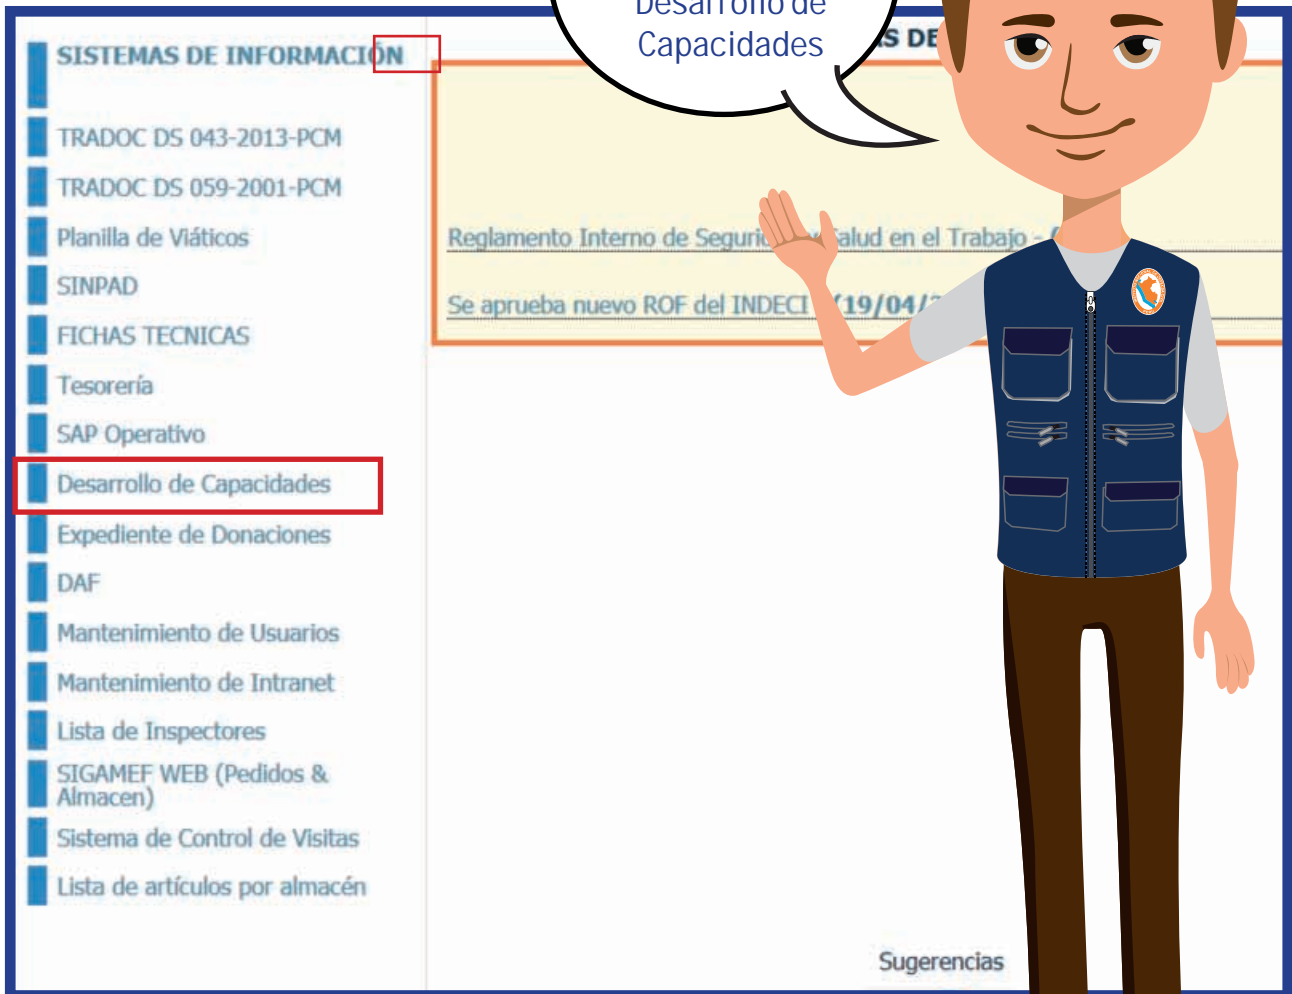 Desarrollo de
Capacidades
SISTEMAS DE INFORMACIÓN
TRADOC DS 043-2013-PCM
TRADOC DS 059-2001-PCM
Planilla de Viáticos
SINPAD
FICHAS TECNICAS
Tesorería
SAP Operativo
Desarrollo de Capacidades
Expediente de Donaciones
DAF
Mantenimiento de Usuarios
Mantenimiento de Intranet
Lista de Inspectores
SIGAMEF WEB (Pedidos &
Almacen)
Sistema de Control de Visitas
Lista de artículos por almacén
DE
Reglamento Interno de Salud en el Trabajo - (
Se aprueba nuevo ROF del INDECI (19/04/
Sugerencias